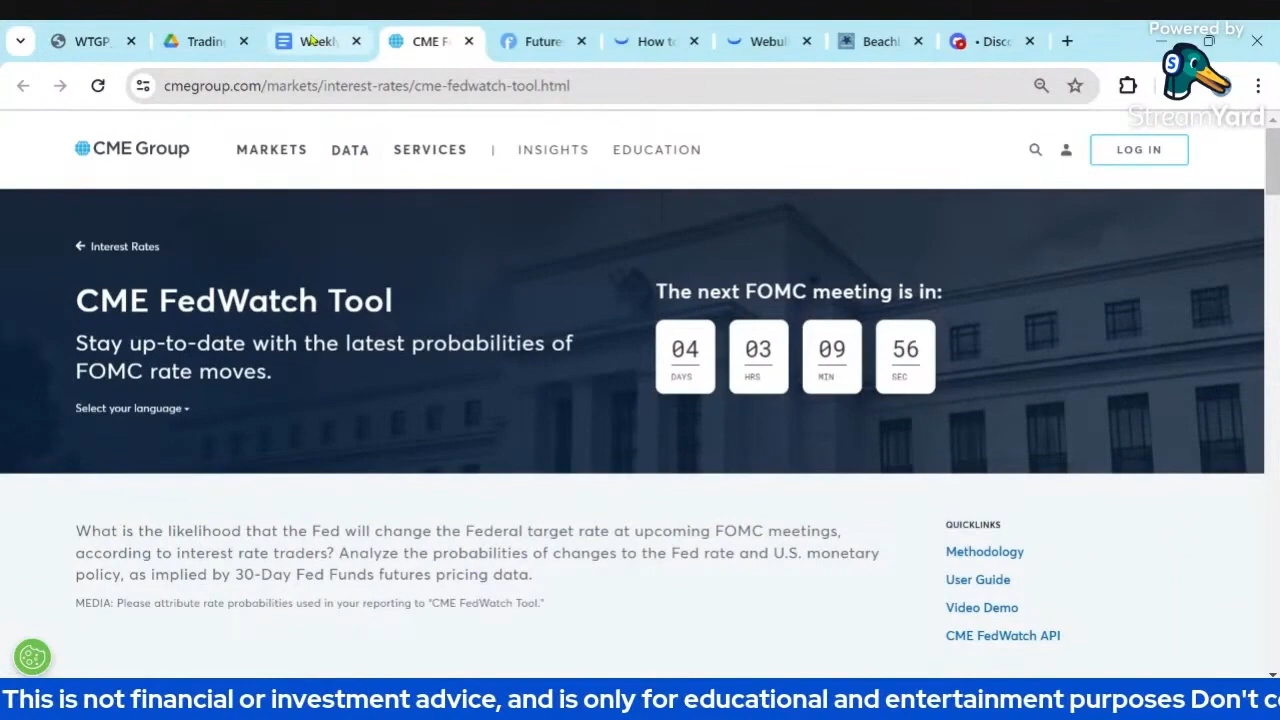 Powered by
StreamYard
WTGP
Tradin
Weekly
CME F
Future
How to
Webul
Beach
• Disc
cmegroup.com/markets/interest-rates/cme-fedwatch-tool.html
CME Group
MARKETS
DATA
SERVICES
|
INSIGHTS
EDUCATION
LOG IN
Interest Rates
CME FedWatch Tool
Stay up-to-date with the latest probabilities of
FOMC rate moves.
Select your language
The next FOMC meeting is in:
04 03 09 56
DAYS HRS MIN SEC
What is the likelihood that the Fed will change the Federal target rate at upcoming FOMC meetings,
according to interest rate traders? Analyze the probabilities of changes to the Fed rate and U.S. monetary
policy, as implied by 30-Day Fed Funds futures pricing data.
MEDIA: Please attribute rate probabilities used in your reporting to "CME FedWatch Tool."
QUICKLINKS
Methodology
User Guide
Video Demo
CME FedWatch API
This is not financial or investment advice, and is only for educational and entertainment purposes Don't c